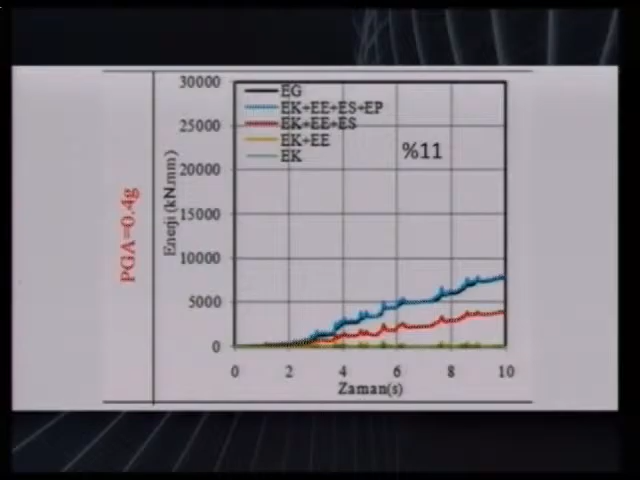 30000
25000
20000
15000
10000
5000
0
EG
EK+EE+ES+EP
EK+EE+ES
EK+EE
EK
%11
Enerji (kN.mm)
PGA=0.4g
0 2 4 6 8 10
Zaman(s)